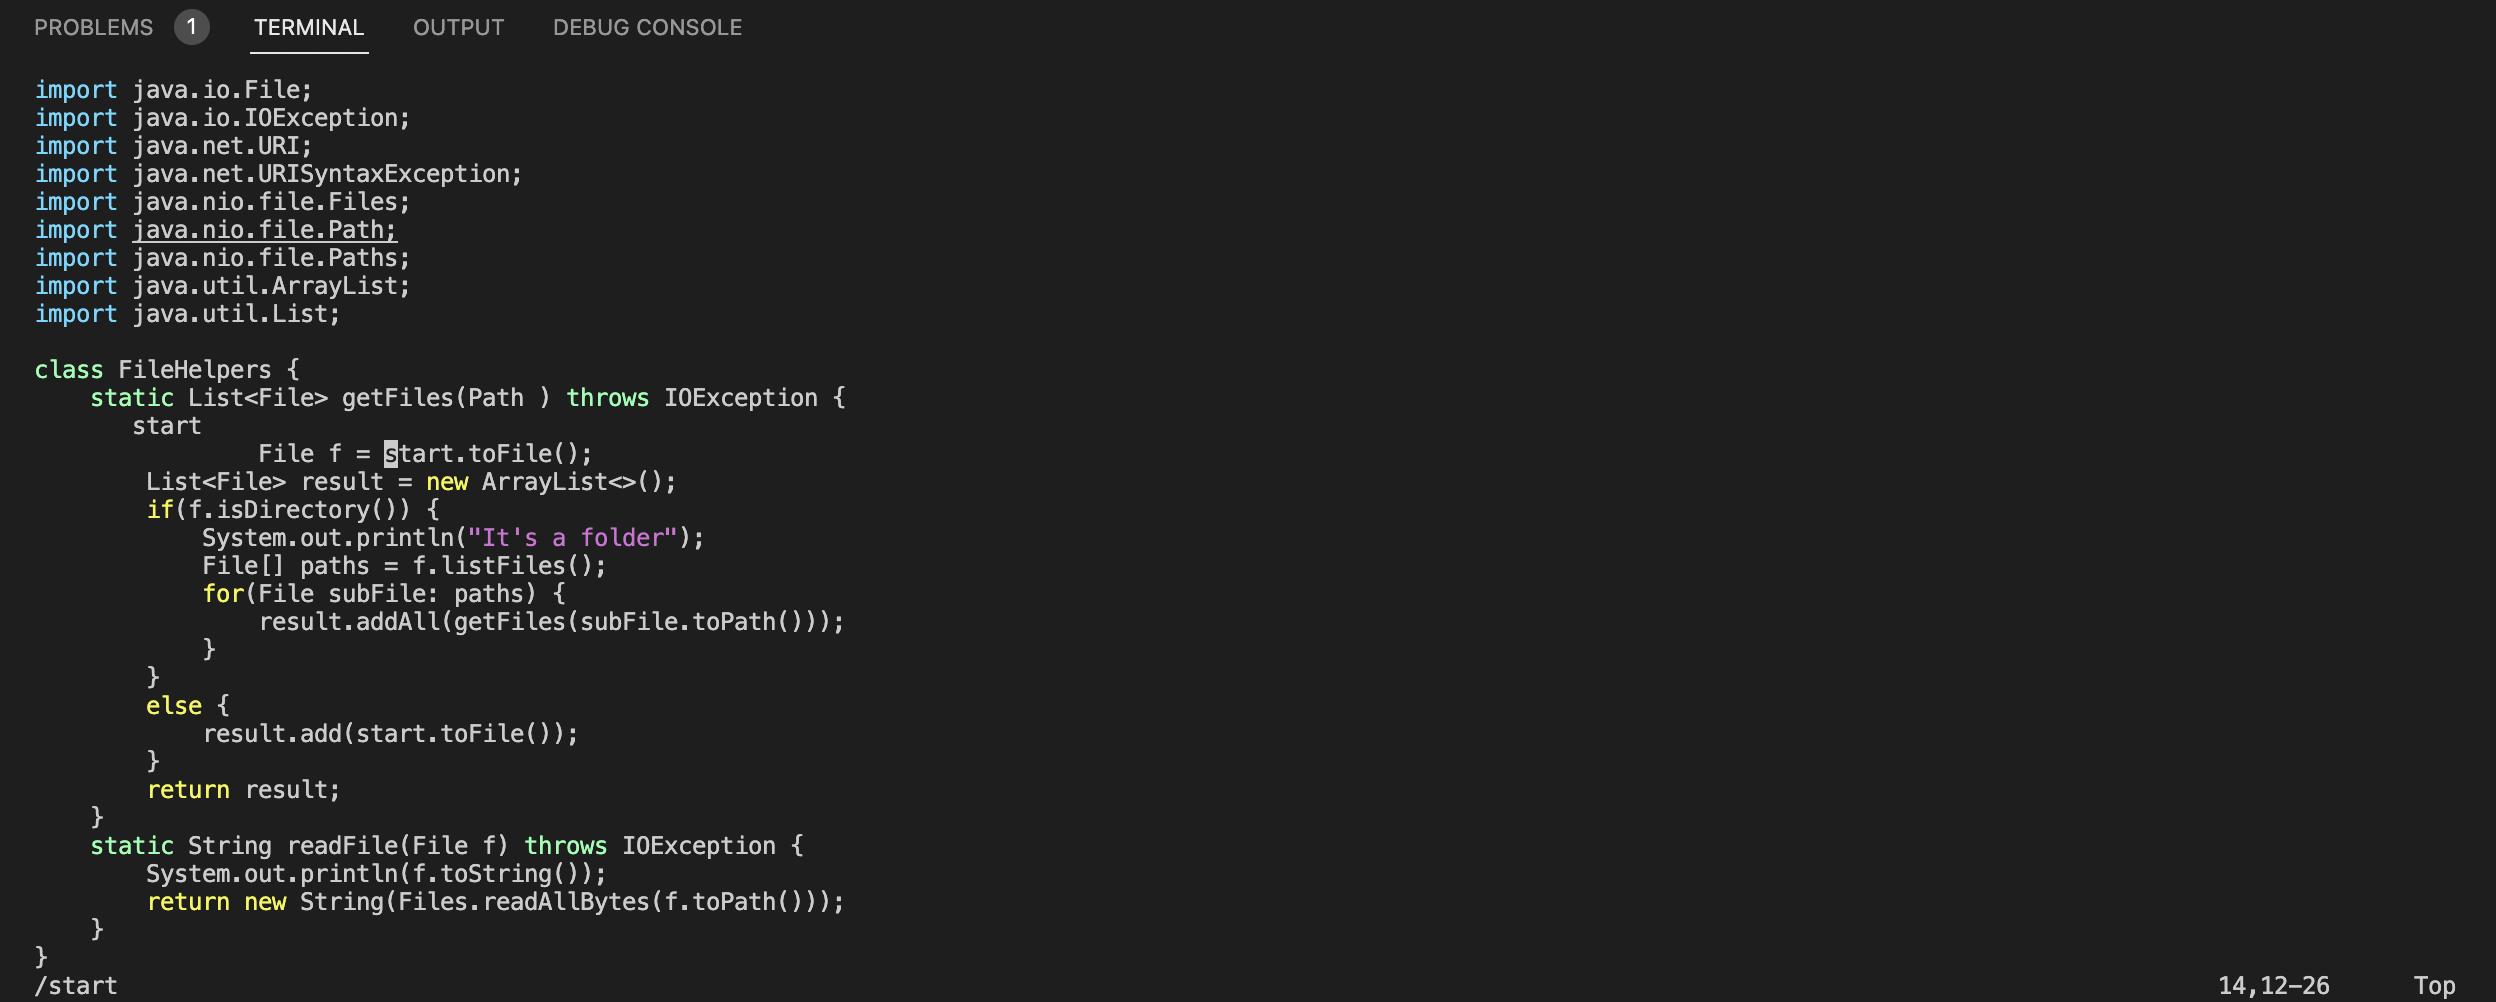 PROBLEMS 1 TERMINAL OUTPUT DEBUG CONSOLE
import java.io.File;
import java.io.IOException;
import java.net.URI;
import java.net.URISyntaxException;
import java.nio.file.Files;
import java.nio.file.Path;
import java.nio.file.Paths;
import java.util.ArrayList;
import java.util.List;

class FileHelpers {
    static List<File> getFiles(Path ) throws IOException {
       start
                File f = start.toFile();
        List<File> result = new ArrayList<>();
        if(f.isDirectory()) {
            System.out.println("It's a folder");
            File[] paths = f.listFiles();
            for(File subFile: paths) {
                result.addAll(getFiles(subFile.toPath()));
            }
        }
        else {
            result.add(start.toFile());
        }
        return result;
    }
    static String readFile(File f) throws IOException {
        System.out.println(f.toString());
        return new String(Files.readAllBytes(f.toPath()));
    }
}
/start 14,12-26 Top